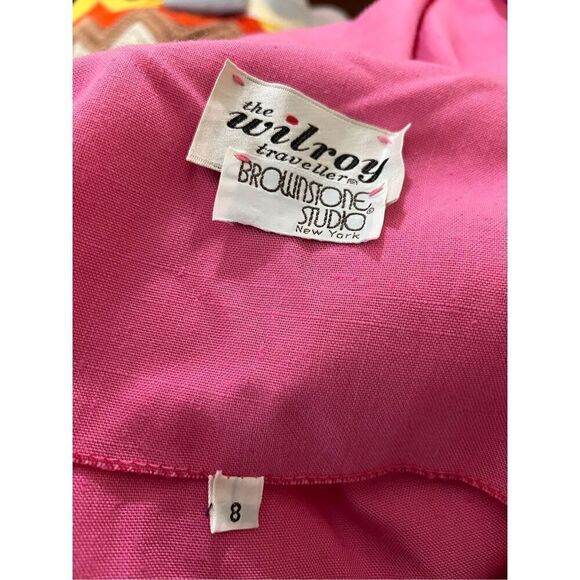 the
wilroy
traveller
BROWNSTONE®
STUDIO
New York
8